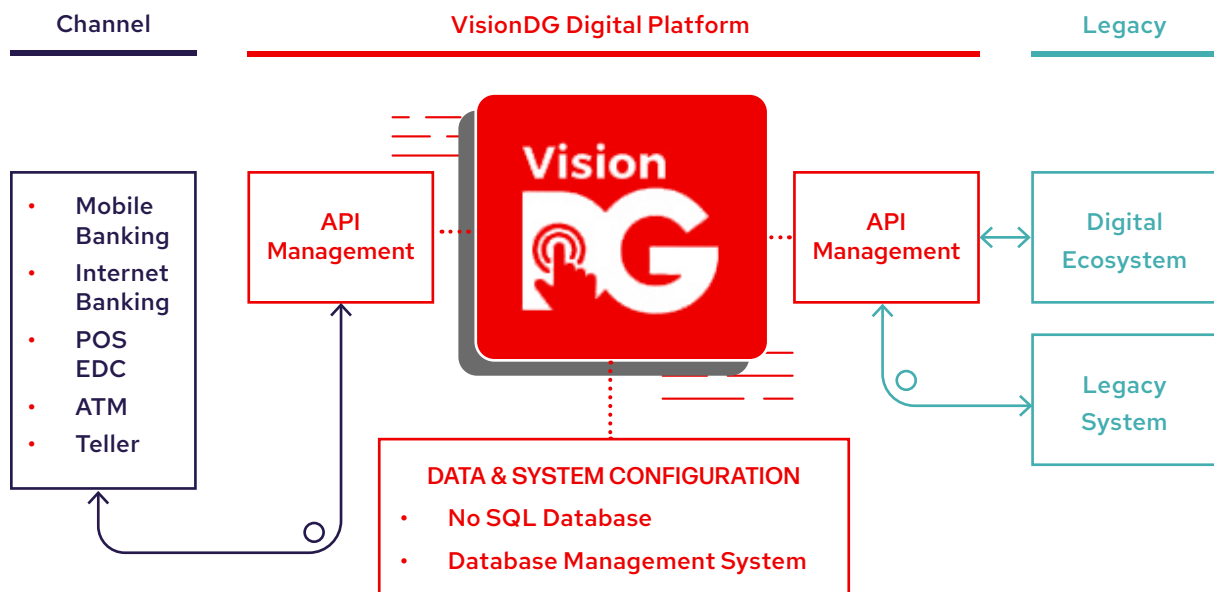 Channel
VisionDG Digital Platform
Legacy
• Mobile
Banking
• Internet
Banking
• POS
EDC
• ATM
• Teller
API
Management
Vision
DG
API
Management
Digital
Ecosystem
Legacy
System
DATA & SYSTEM CONFIGURATION
• No SQL Database
• Database Management System